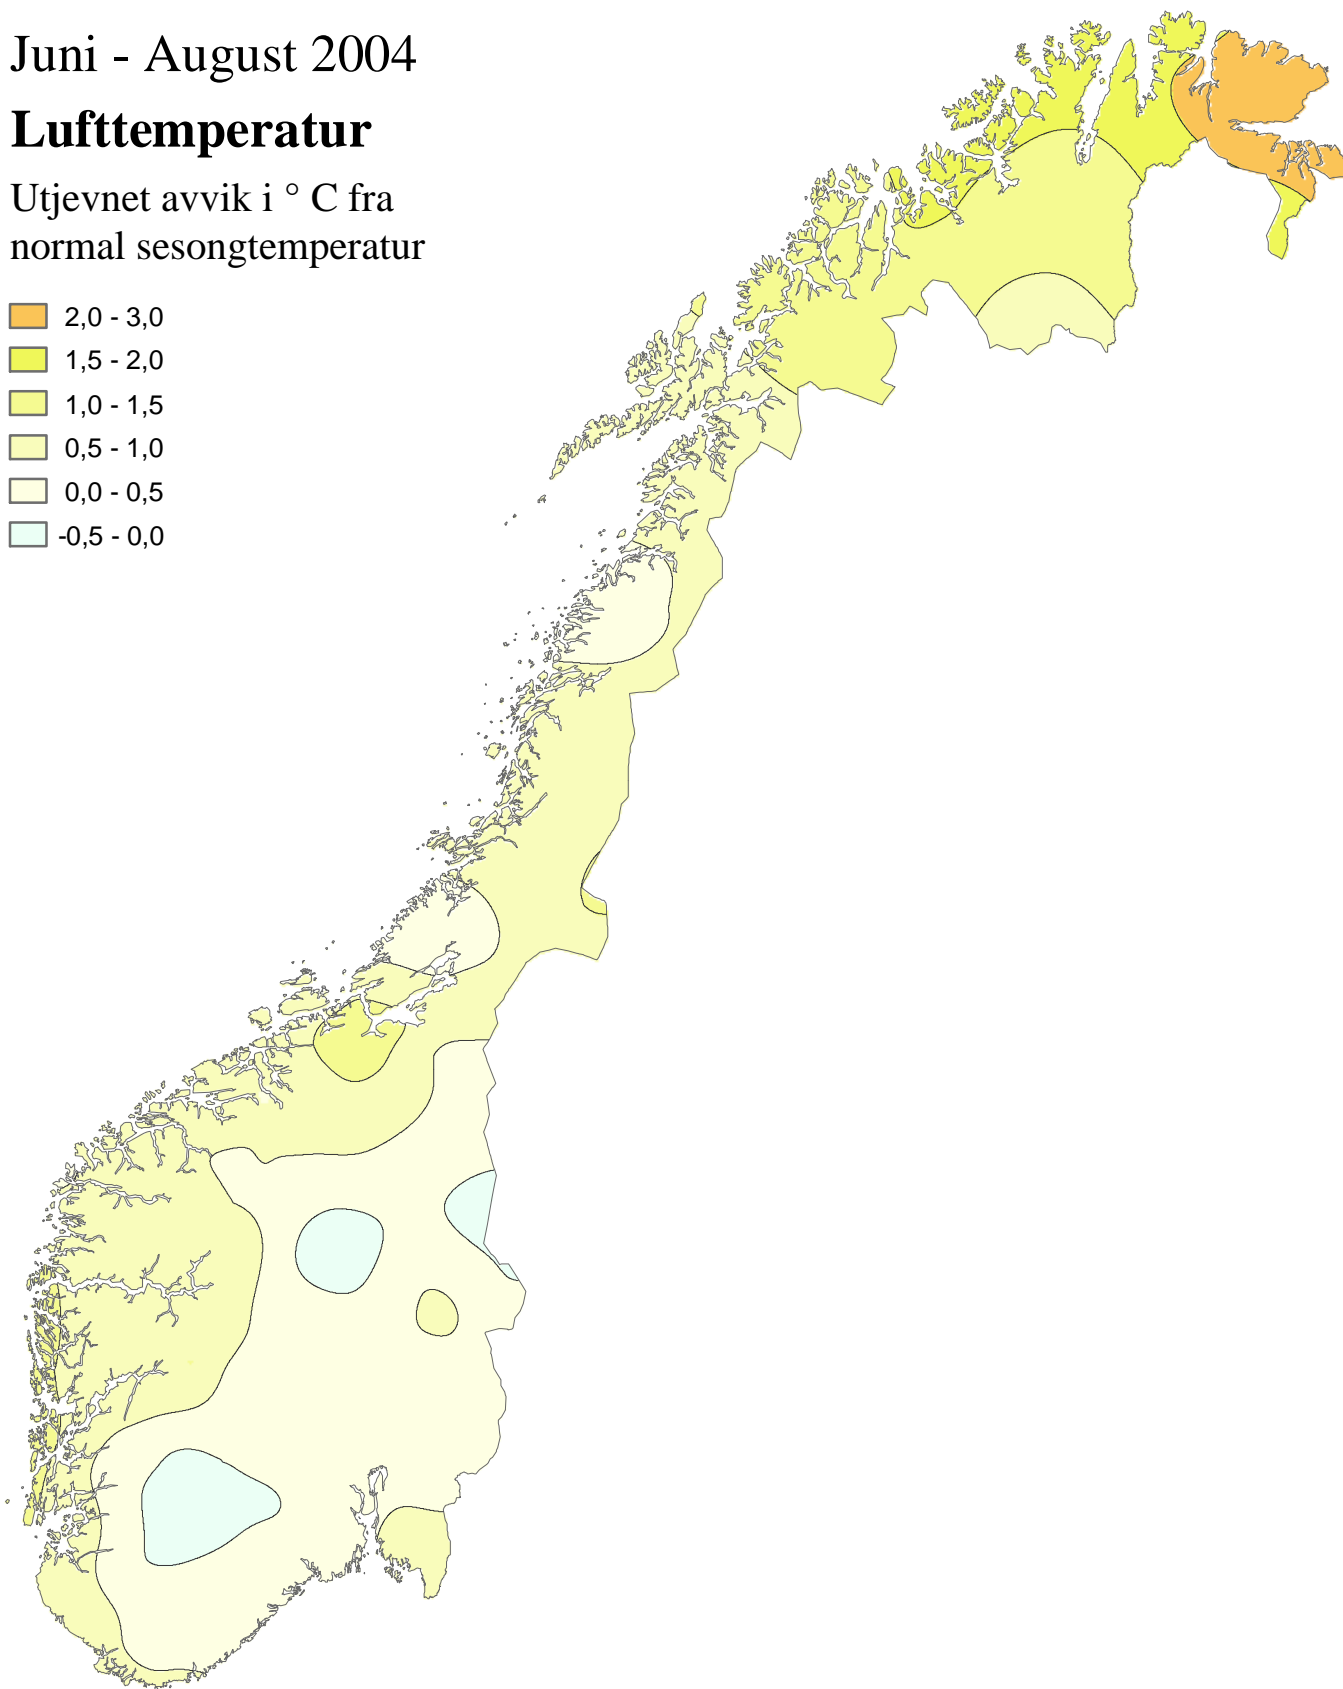 Juni - August 2004
Lufttemperatur
Utjevnet avvik i ° C fra
normal sesongtemperatur
2,0 - 3,0
1,5 - 2,0
1,0 - 1,5
0,5 - 1,0
0,0 - 0,5
-0,5 - 0,0